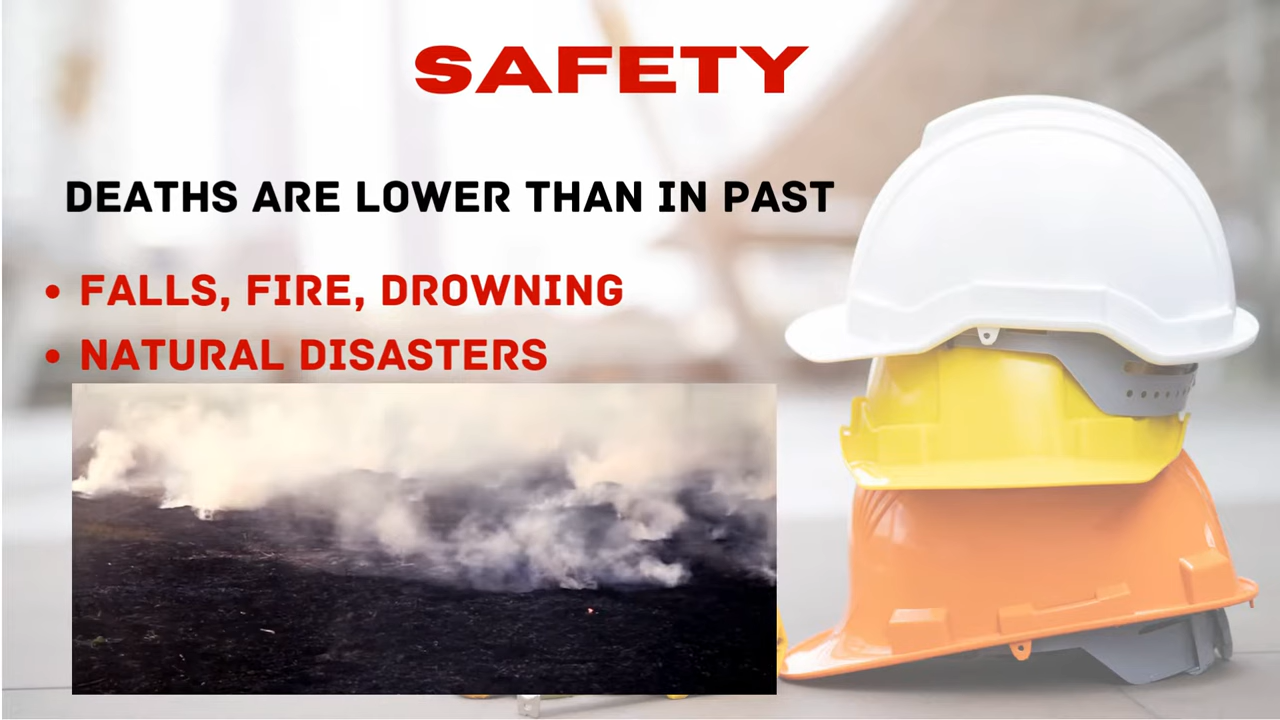 SAFETY
DEATHS ARE LOWER THAN IN PAST
• FALLS, FIRE, DROWNING
• NATURAL DISASTERS